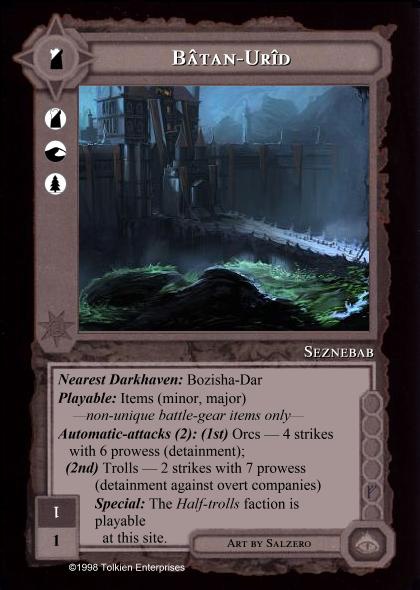 BÂTAN-URÎD
SEZNEBAB
Nearest Darkhaven: Bozisha-Dar
Playable: Items (minor, major)
—non-unique battle-gear items only—
Automatic-attacks (2): (1st) Orcs — 4 strikes
with 6 prowess (detainment);
(2nd) Trolls — 2 strikes with 7 prowess
(detainment against overt companies)
Special: The Half-trolls faction is
playable
at this site.
I
1
ART BY SALZERO
©1998 Tolkien Enterprises